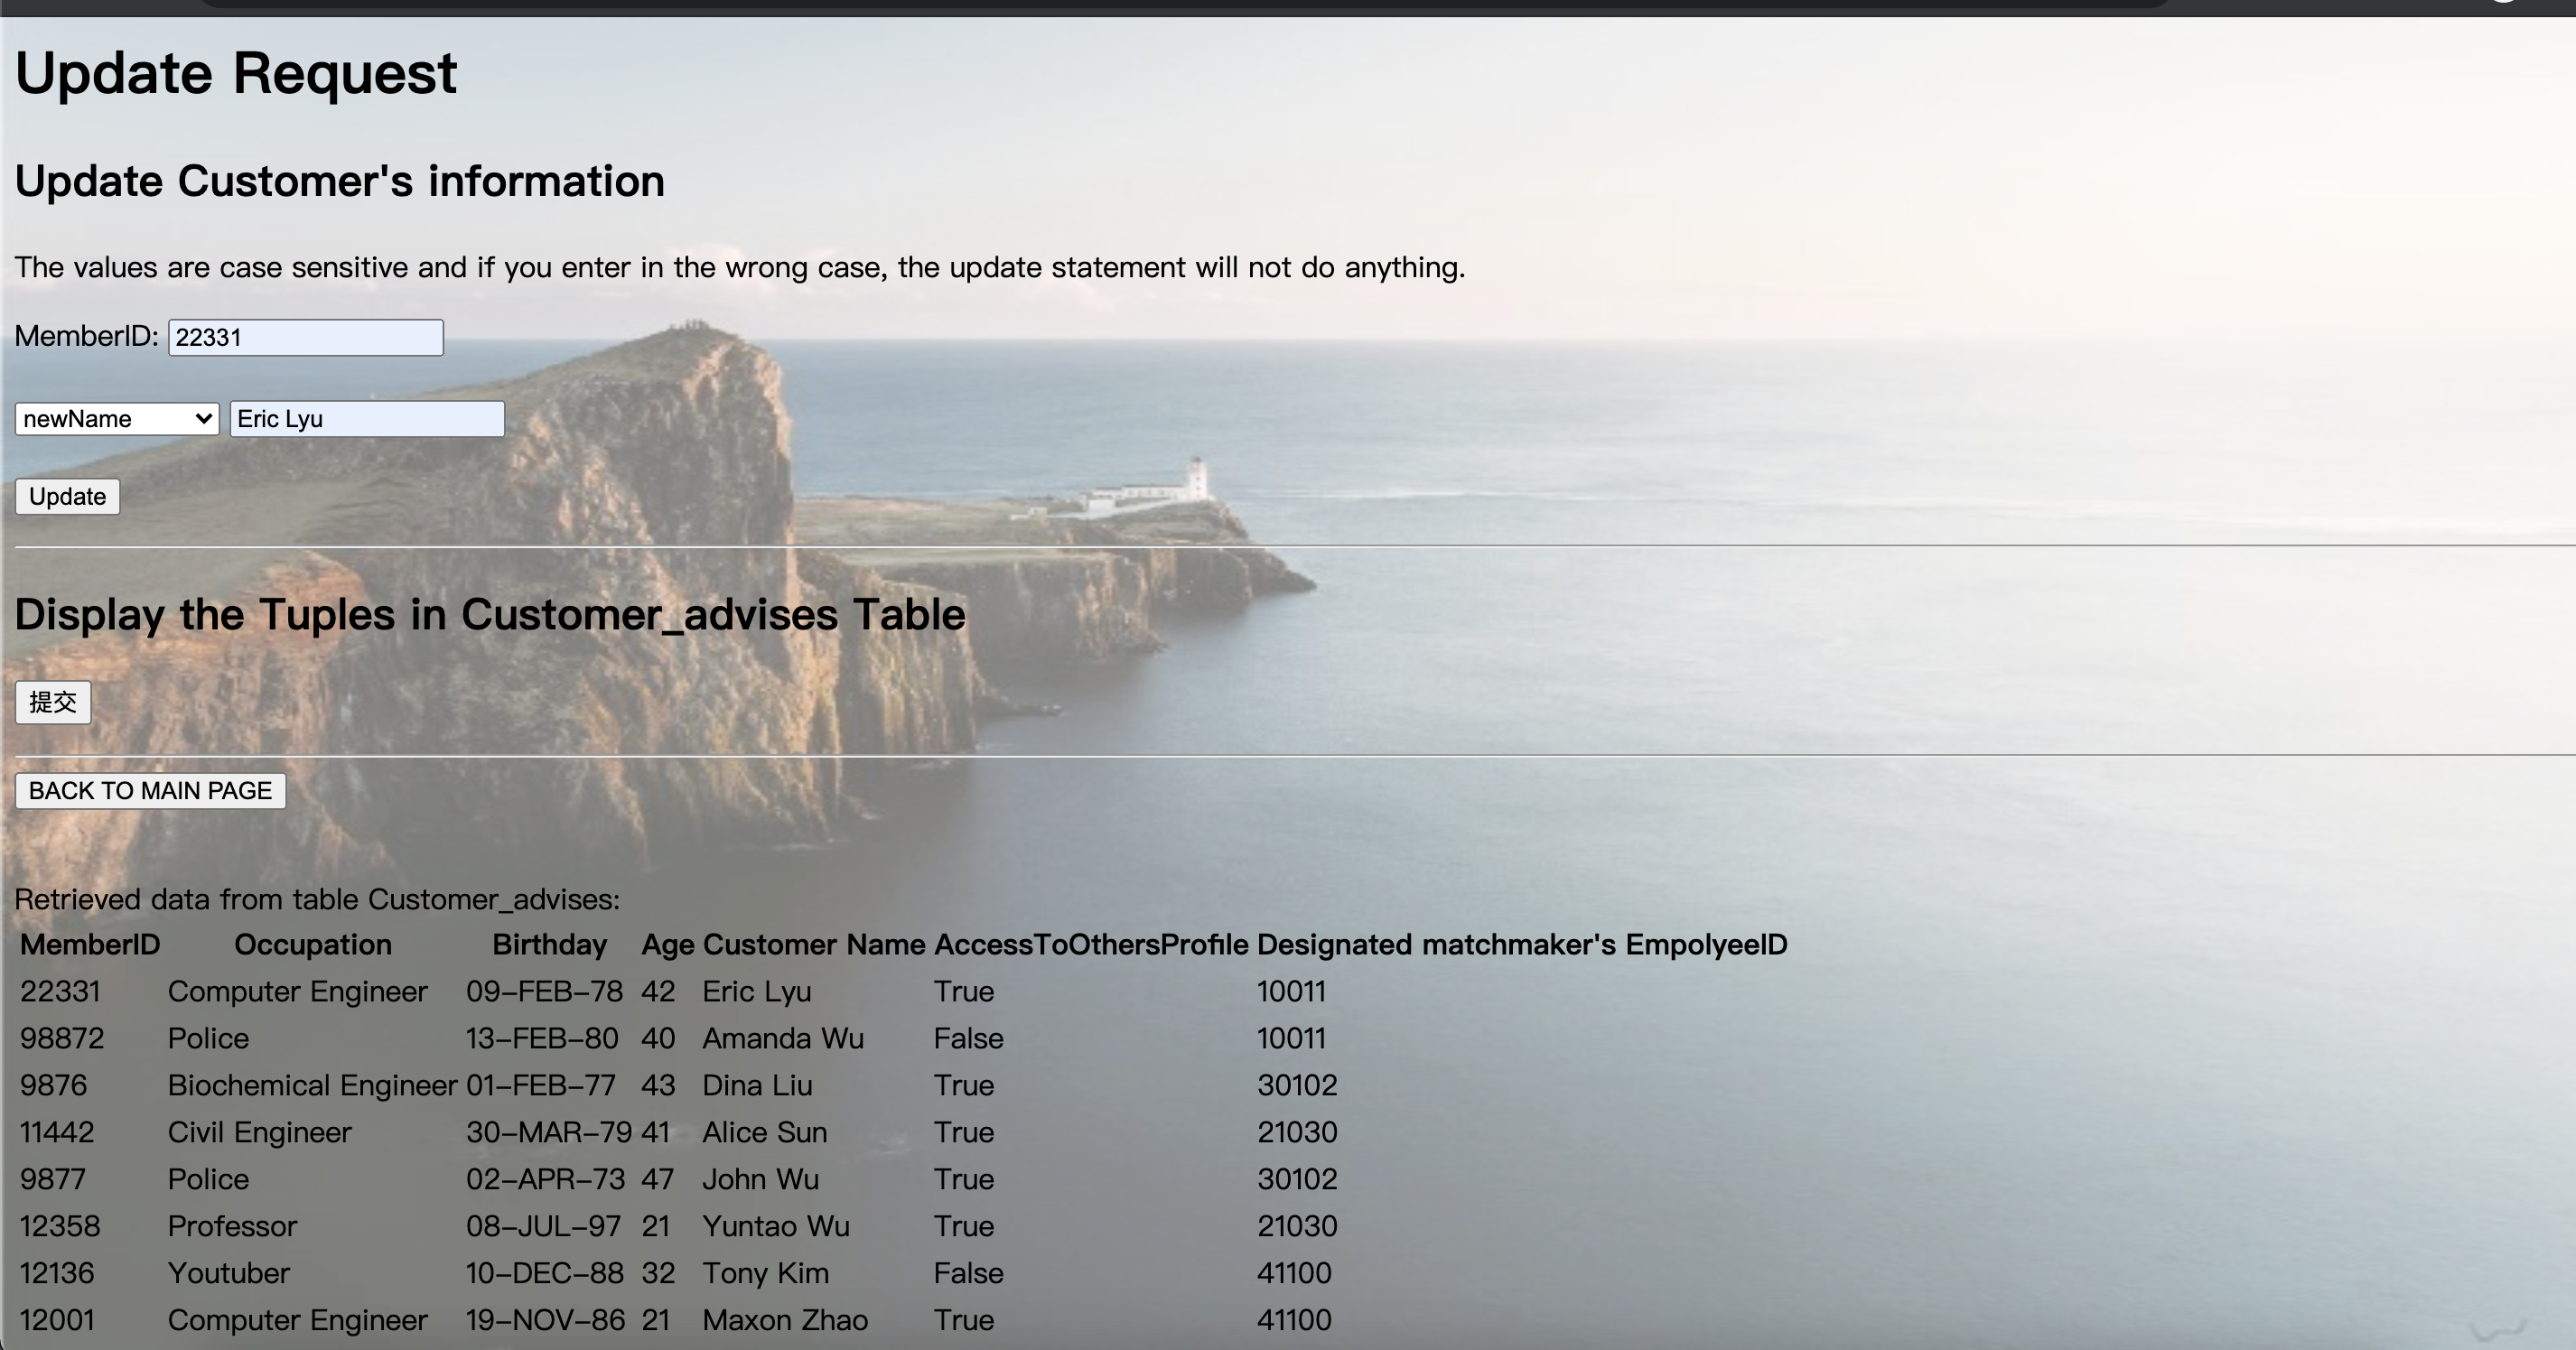 Update Request
Update Customer's information
The values are case sensitive and if you enter in the wrong case, the update statement will not do anything.
MemberID: 22331
newName Eric Lyu
Update
Display the Tuples in Customer_advises Table
提交
BACK TO MAIN PAGE
Retrieved data from table Customer_advises:
MemberID Occupation Birthday Age Customer Name AccessToOthersProfile Designated matchmaker's EmpolyeeID
22331 Computer Engineer 09-FEB-78 42 Eric Lyu True 10011
98872 Police 13-FEB-80 40 Amanda Wu False 10011
9876 Biochemical Engineer 01-FEB-77 43 Dina Liu True 30102
11442 Civil Engineer 30-MAR-79 41 Alice Sun True 21030
9877 Police 02-APR-73 47 John Wu True 30102
12358 Professor 08-JUL-97 21 Yuntao Wu True 21030
12136 Youtuber 10-DEC-88 32 Tony Kim False 41100
12001 Computer Engineer 19-NOV-86 21 Maxon Zhao True 41100